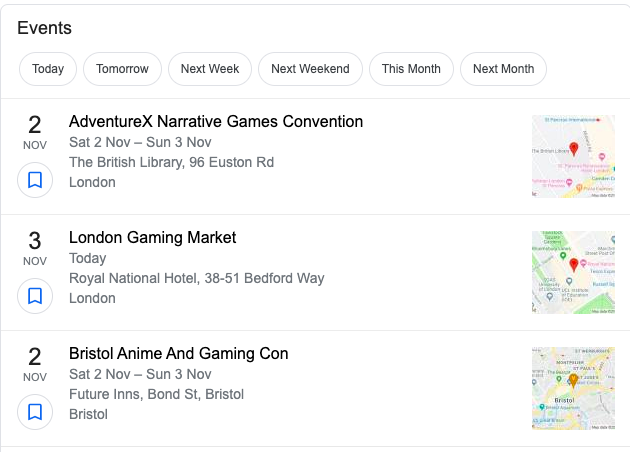 Events
Today
Tomorrow
Next Week
Next Weekend
This Month
Next Month
2
NOV
AdventureX Narrative Games Convention
Sat 2 Nov – Sun 3 Nov
The British Library, 96 Euston Rd
London
3
NOV
London Gaming Market
Today
Royal National Hotel, 38-51 Bedford Way
London
2
NOV
Bristol Anime And Gaming Con
Sat 2 Nov – Sun 3 Nov
Future Inns, Bond St, Bristol
Bristol
Bristol